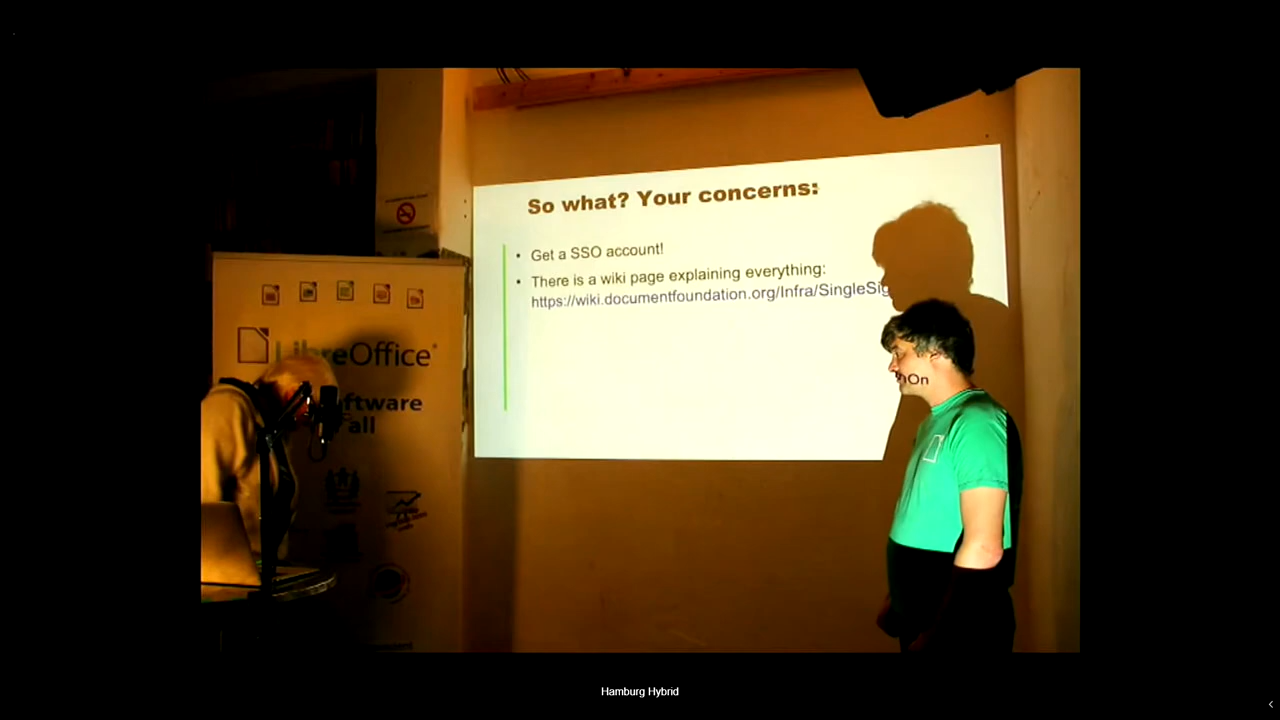 So what? Your concerns:
• Get a SSO account!
• There is a wiki page explaining everything:
https://wiki.documentfoundation.org/Infra/SingleSig
nOn
LibreOffice
ftware
all
Hamburg Hybrid